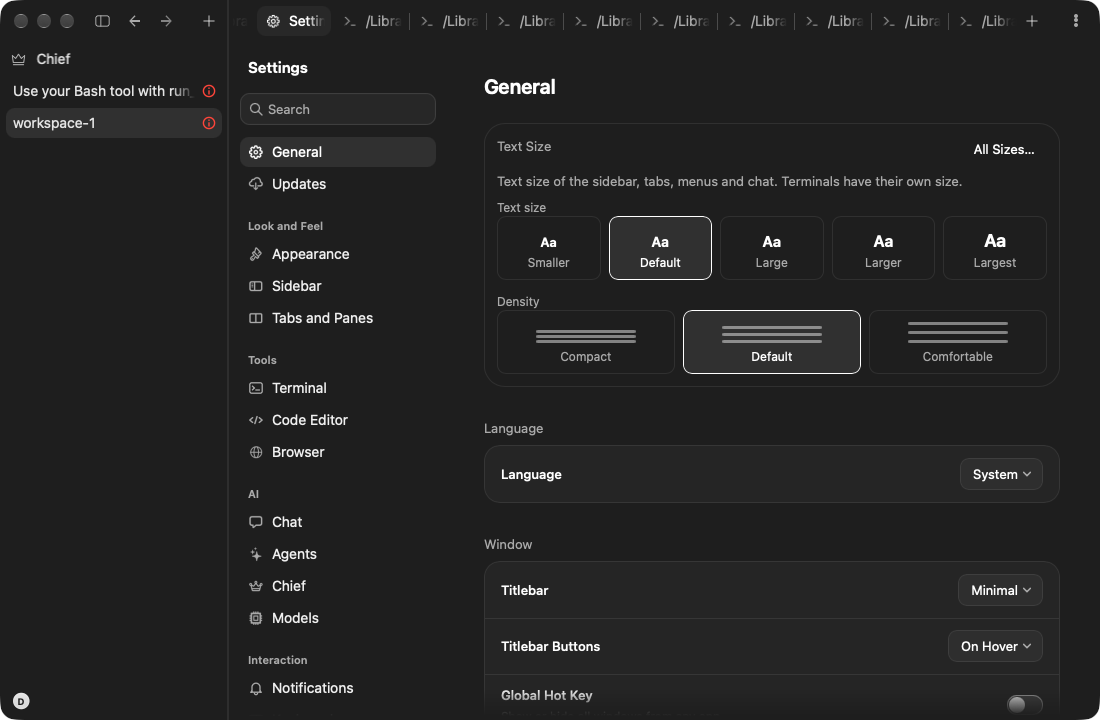 Chief
Use your Bash tool with run
workspace-1
D
Settin
/Libra
/Libra
/Libra
/Libra
/Libra
/Libra
/Libra
/Libra
/Libr
Settings
Search
General
Updates
Look and Feel
Appearance
Sidebar
Tabs and Panes
Tools
Terminal
Code Editor
Browser
AI
Chat
Agents
Chief
Models
Interaction
Notifications
General
Text Size
All Sizes...
Text size of the sidebar, tabs, menus and chat. Terminals have their own size.
Text size
Aa Aa Aa Aa Aa
Smaller Default Large Larger Largest
Density
Compact Default Comfortable
Language
Language System
Window
Titlebar Minimal
Titlebar Buttons On Hover
Global Hot Key